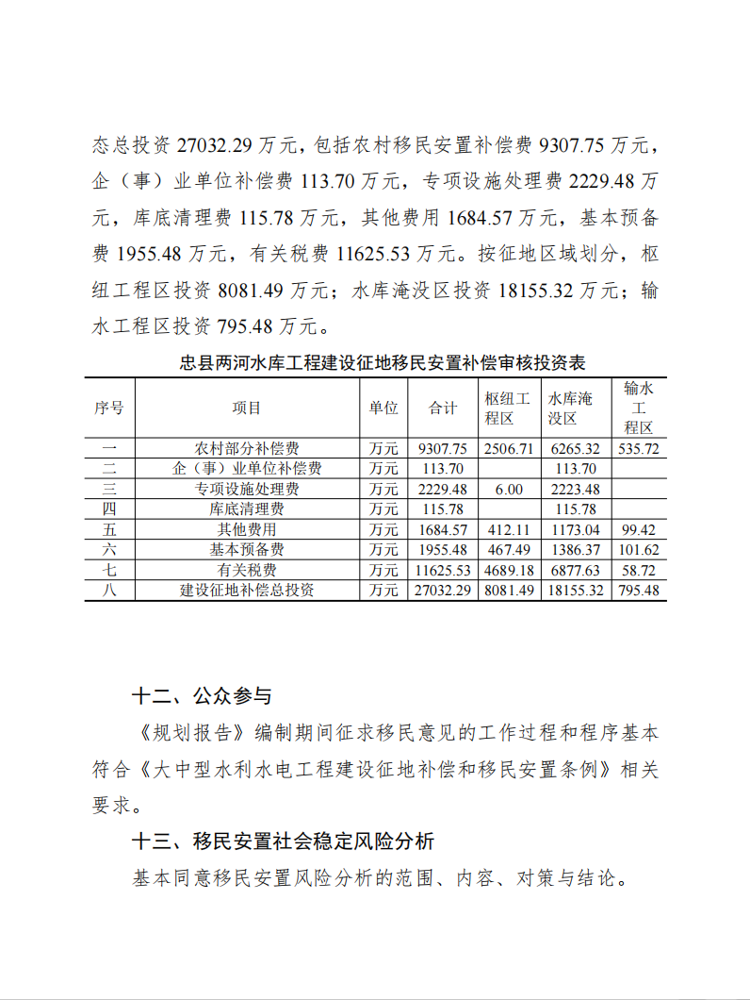 态总投资 27032.29 万元，包括农村移民安置补偿费 9307.75 万元，
企（事）业单位补偿费 113.70 万元，专项设施处理费 2229.48 万
元，库底清理费 115.78 万元，其他费用 1684.57 万元，基本预备
费 1955.48 万元，有关税费 11625.53 万元。按征地区域划分，枢
纽工程区投资 8081.49 万元；水库淹没区投资 18155.32 万元；输
水工程区投资 795.48 万元。
忠县两河水库工程建设征地移民安置补偿审核投资表
序号 项目 单位 合计 枢纽工程区 水库淹没区 输水工程区
一 农村部分补偿费 万元 9307.75 2506.71 6265.32 535.72
二 企（事）业单位补偿费 万元 113.70 113.70
三 专项设施处理费 万元 2229.48 6.00 2223.48
四 库底清理费 万元 115.78 115.78
五 其他费用 万元 1684.57 412.11 1173.04 99.42
六 基本预备费 万元 1955.48 467.49 1386.37 101.62
七 有关税费 万元 11625.53 4689.18 6877.63 58.72
八 建设征地补偿总投资 万元 27032.29 8081.49 18155.32 795.48
十二、公众参与
《规划报告》编制期间征求移民意见的工作过程和程序基本
符合《大中型水利水电工程建设征地补偿和移民安置条例》相关
要求。
十三、移民安置社会稳定风险分析
基本同意移民安置风险分析的范围、内容、对策与结论。